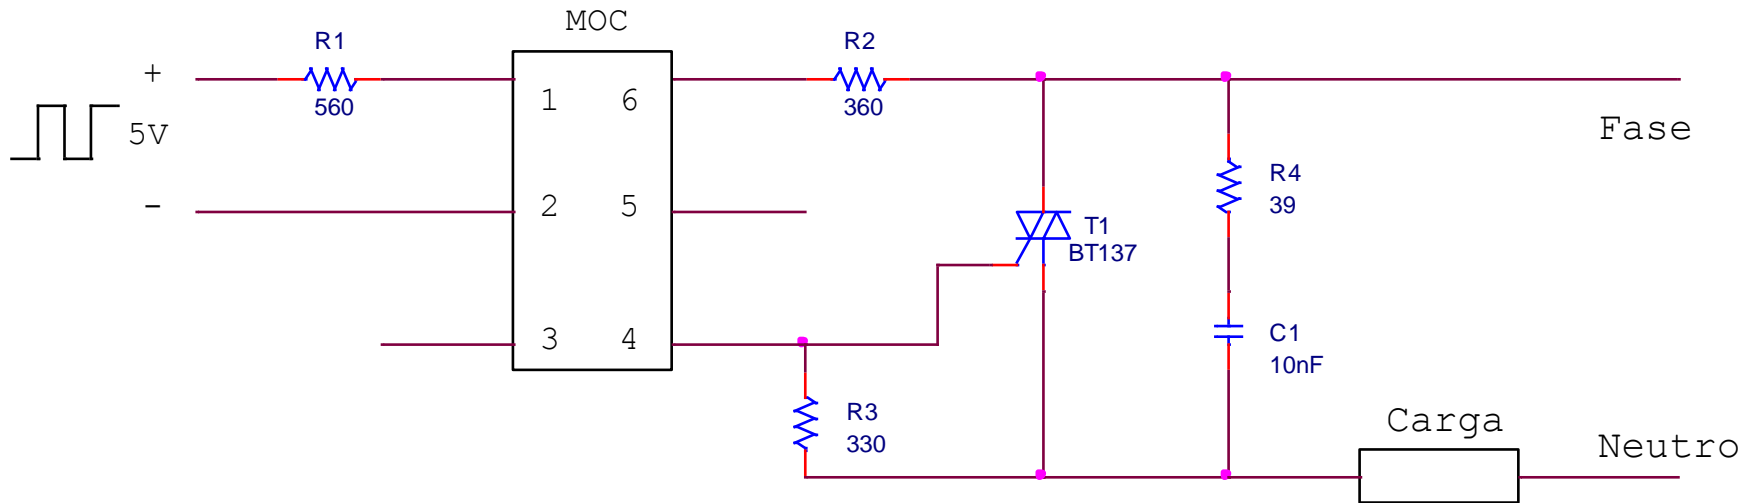 MOC
R1
560
R2
360
+
5V
-
1
6
2
5
3
4
Fase
R4
39
T1
BT137
C1
10nF
R3
330
Carga
Neutro